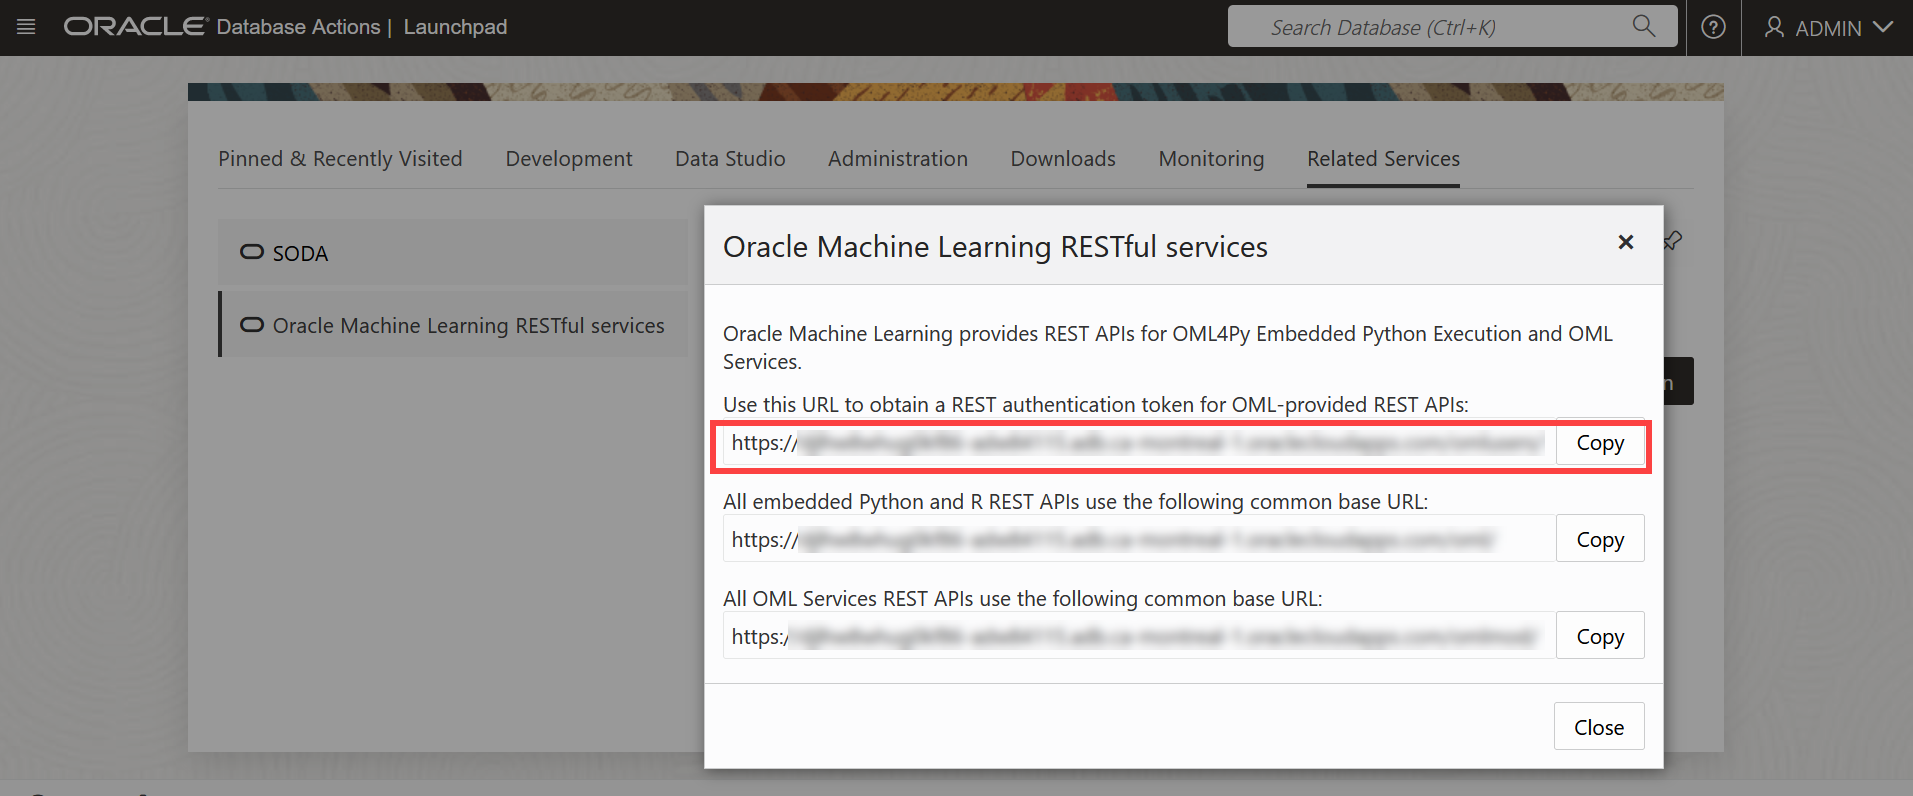 ORACLE Database Actions | Launchpad
Search Database (Ctrl+K)
ADMIN
Pinned & Recently Visited
Development
Data Studio
Administration
Downloads
Monitoring
Related Services
SODA
Oracle Machine Learning RESTful services
Oracle Machine Learning RESTful services
Oracle Machine Learning provides REST APIs for OML4Py Embedded Python Execution and OML
Services.
Use this URL to obtain a REST authentication token for OML-provided REST APIs:
https://
Copy
All embedded Python and R REST APIs use the following common base URL:
https://
Copy
All OML Services REST APIs use the following common base URL:
https:/
Copy
Close